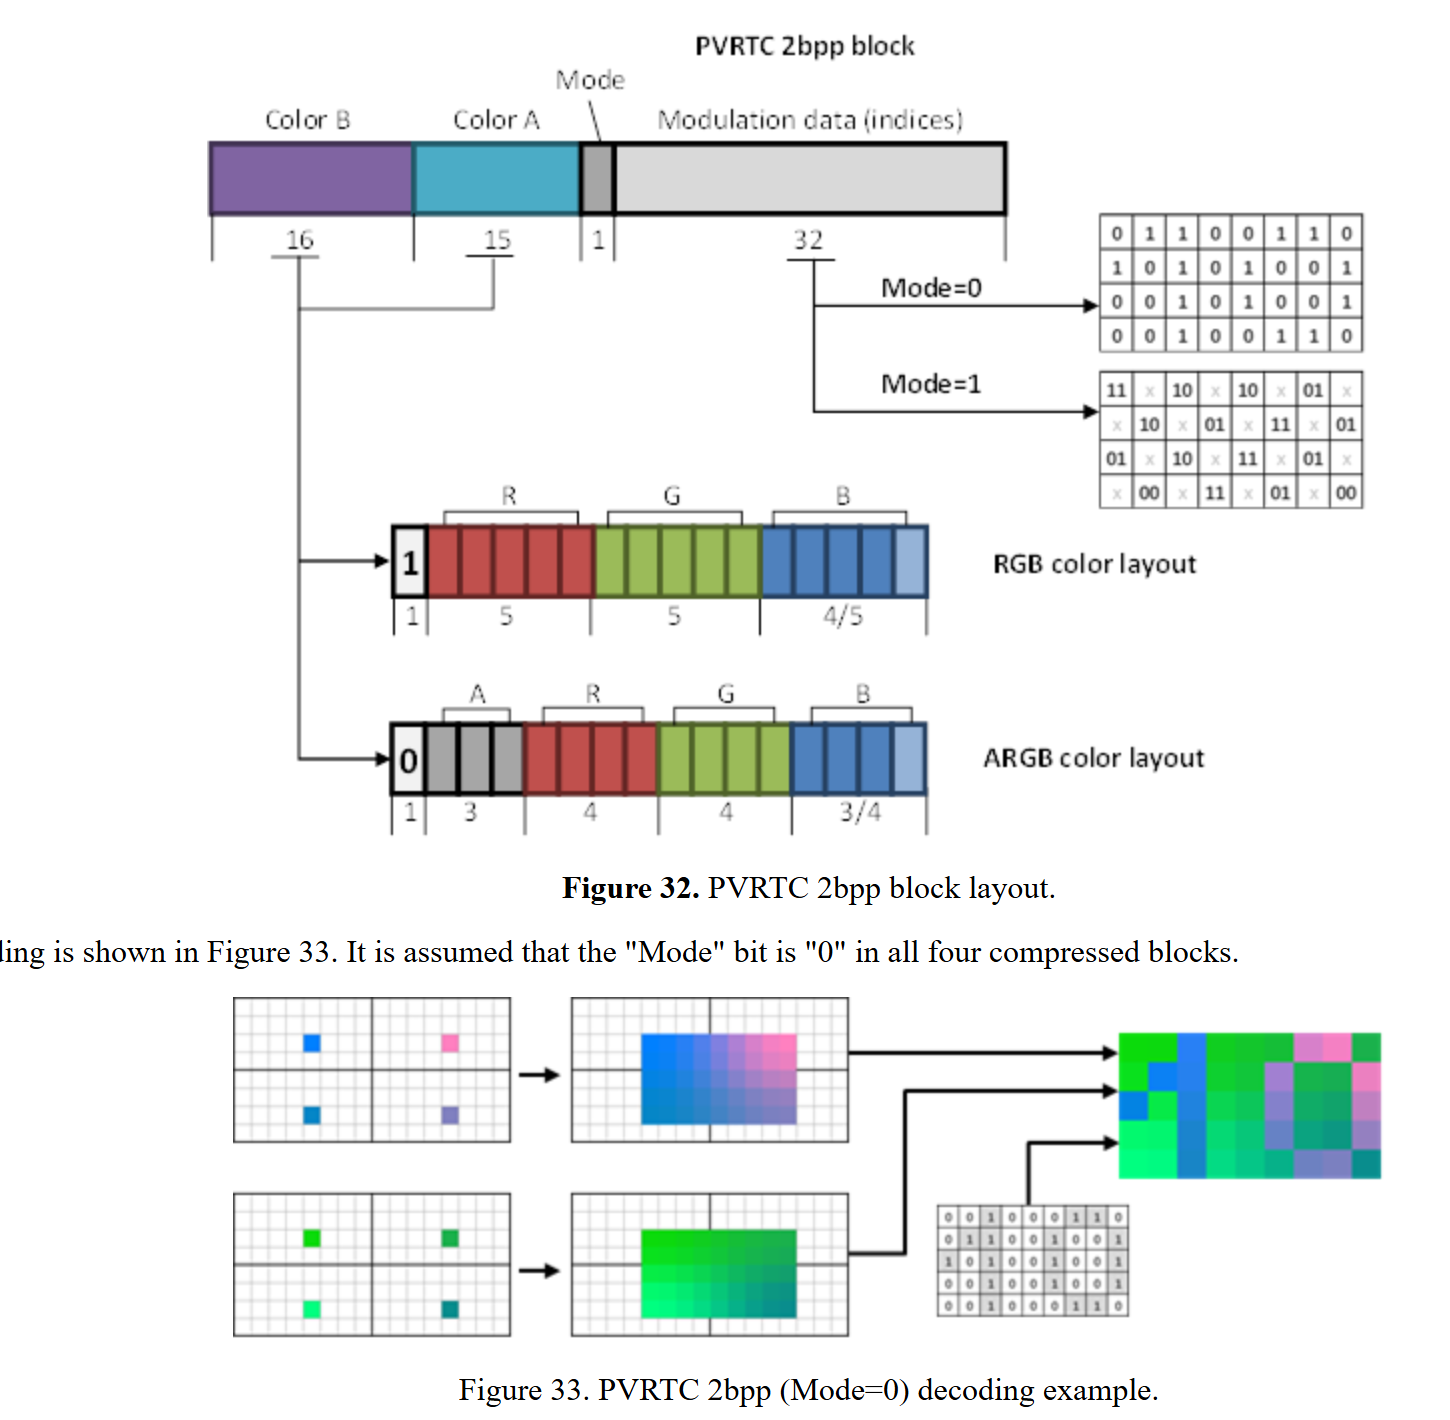 PVRTC 2bpp block
Mode
Color B Color A Modulation data (indices)
16 15 1 32
Mode=0
0 1 1 0 0 1 1 0
1 0 1 0 1 0 0 1
0 0 1 0 1 0 0 1
0 0 1 0 0 1 1 0
Mode=1
11 x 10 x 10 x 01 x
x 10 x 01 x 11 x 01
01 x 10 x 11 x 01 x
x 00 x 11 x 01 x 00
R G B
1
RGB color layout
1 5 5 4/5
A R G B
0
ARGB color layout
1 3 4 4 3/4
Figure 32. PVRTC 2bpp block layout.
ding is shown in Figure 33. It is assumed that the "Mode" bit is "0" in all four compressed blocks.
0 0 1 0 0 0 1 1 0
0 1 1 0 0 1 0 0 1
1 0 1 0 0 1 0 0 1
0 0 1 0 0 1 0 0 1
0 0 1 0 0 0 1 1 0
Figure 33. PVRTC 2bpp (Mode=0) decoding example.